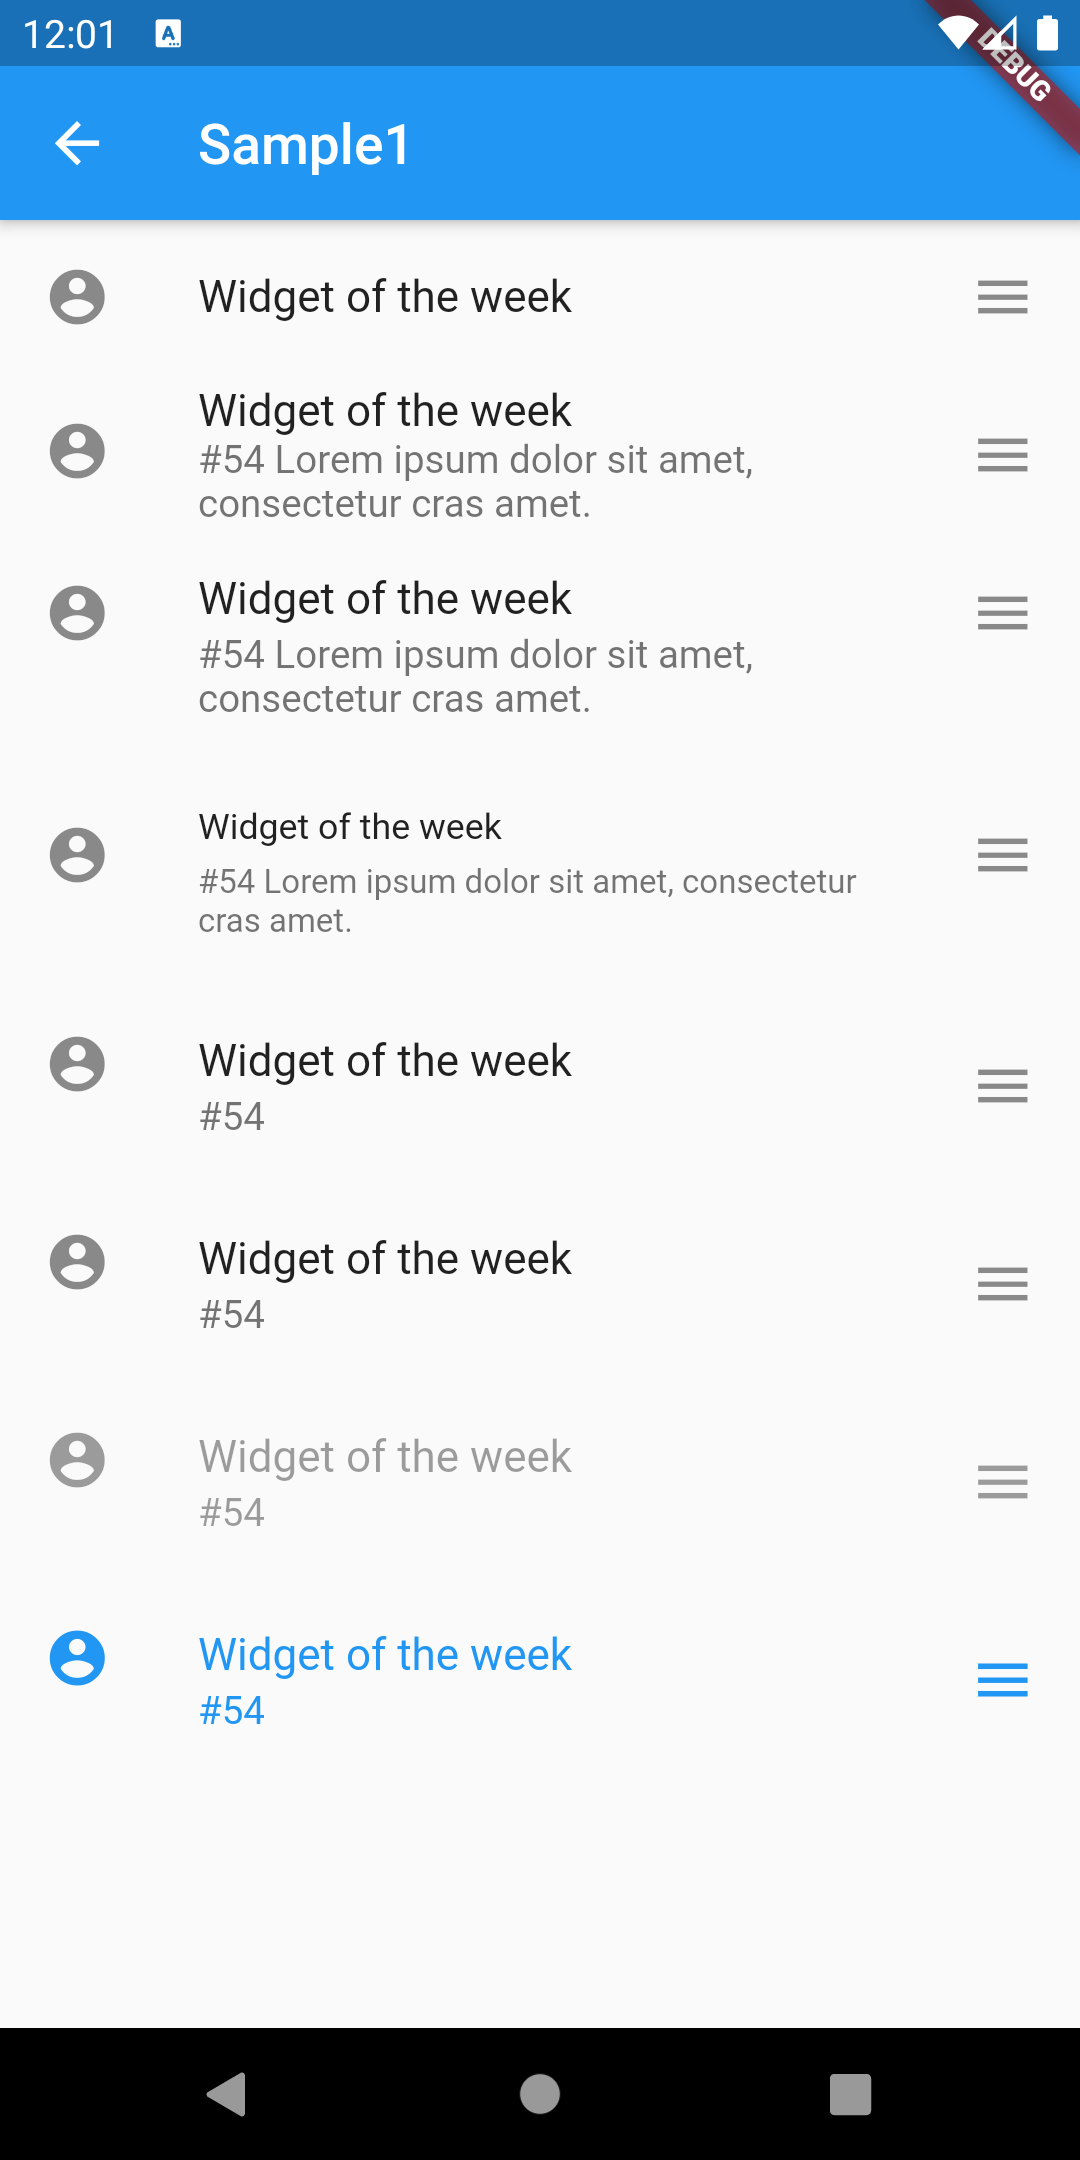 12:01
DEBUG
Sample1
Widget of the week
Widget of the week
#54 Lorem ipsum dolor sit amet,
consectetur cras amet.
Widget of the week
#54 Lorem ipsum dolor sit amet,
consectetur cras amet.
Widget of the week
#54 Lorem ipsum dolor sit amet, consectetur
cras amet.
Widget of the week
#54
Widget of the week
#54
Widget of the week
#54
Widget of the week
#54